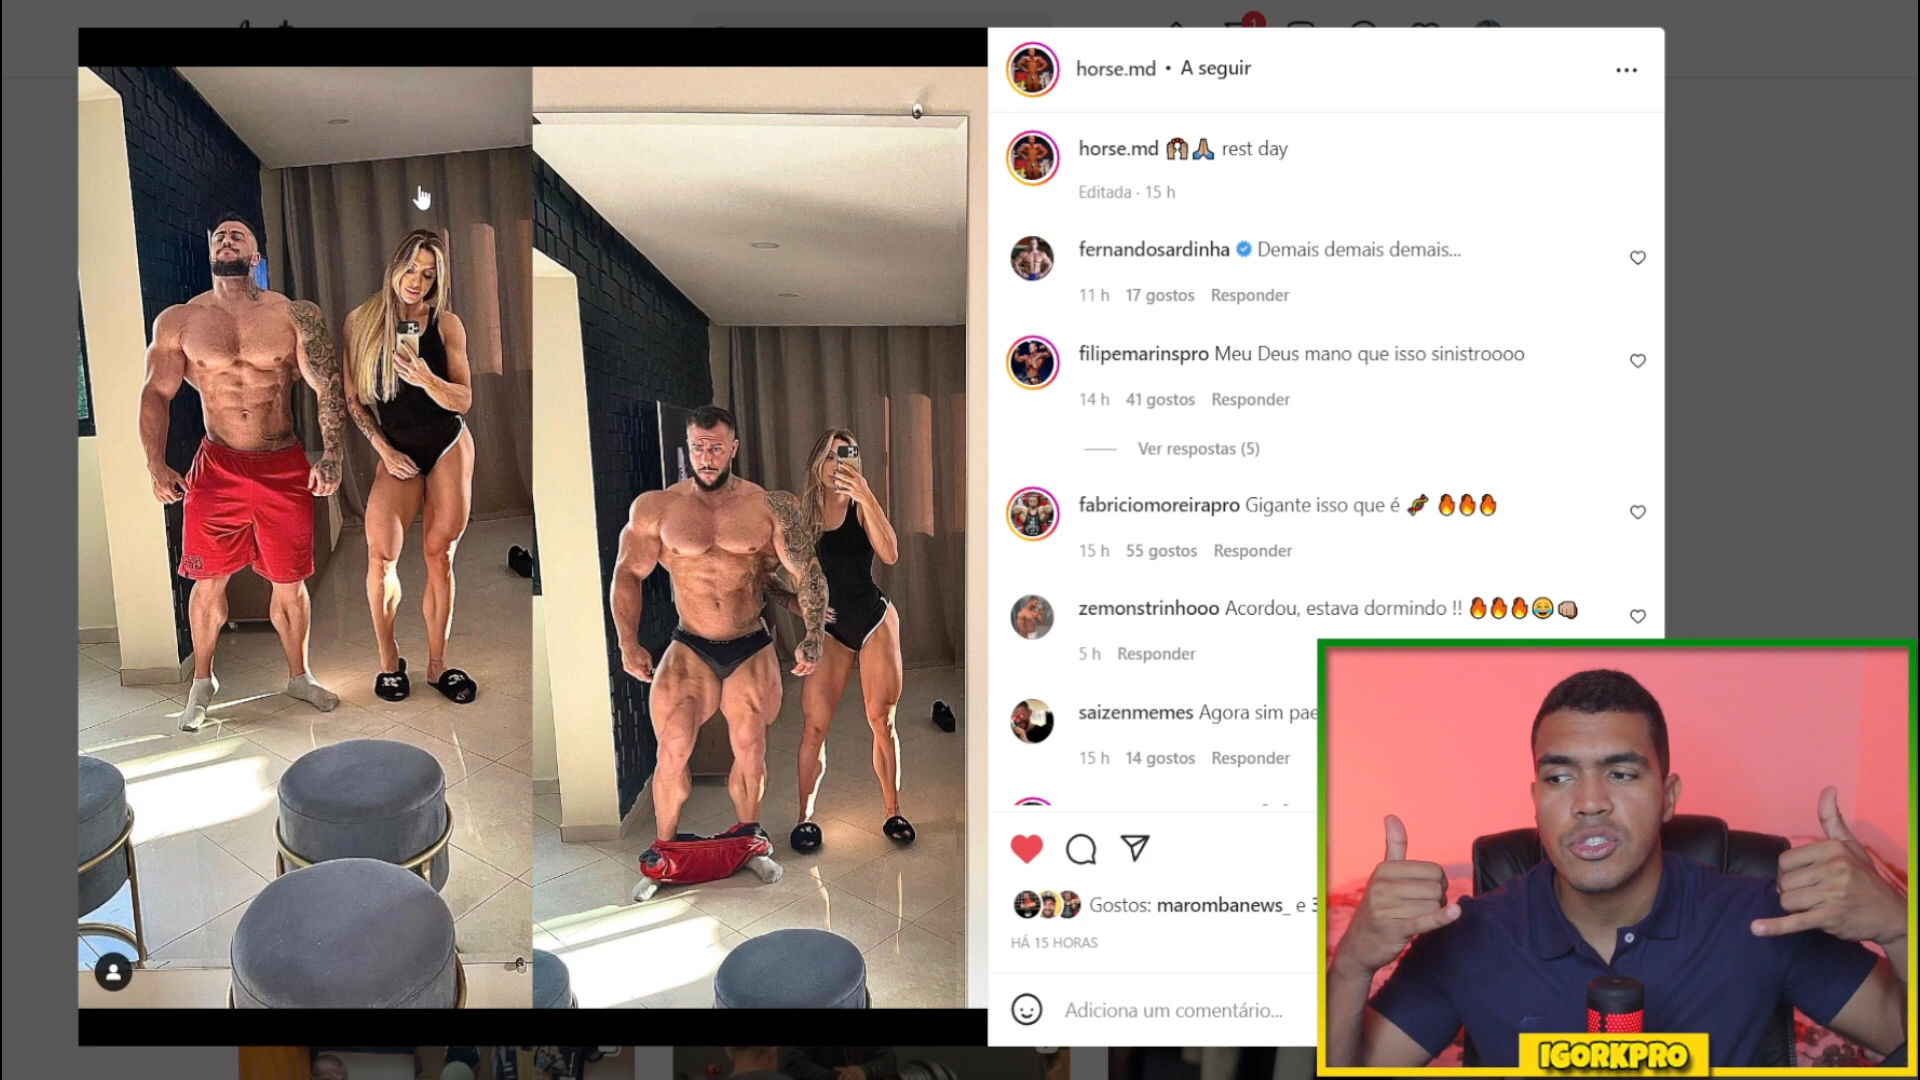 1
horse.md • A seguir
horse.md 🙌🏽🙏🏽 rest day
Editada · 15 h
fernandosardinha Demais demais demais...
11 h 17 gostos Responder
filipemarinspro Meu Deus mano que isso sinistroooo
14 h 41 gostos Responder
Ver respostas (5)
fabriciomoreirapro Gigante isso que é 🧨 🔥🔥🔥
15 h 55 gostos Responder
zemonstrinhooo Acordou, estava dormindo !! 🔥🔥🔥😂👊🏼
5 h Responder
saizenmemes Agora sim pae
15 h 14 gostos Responder
Gostos: marombanews_ e 3
HÁ 15 HORAS
Adiciona um comentário...
IGORKPRO